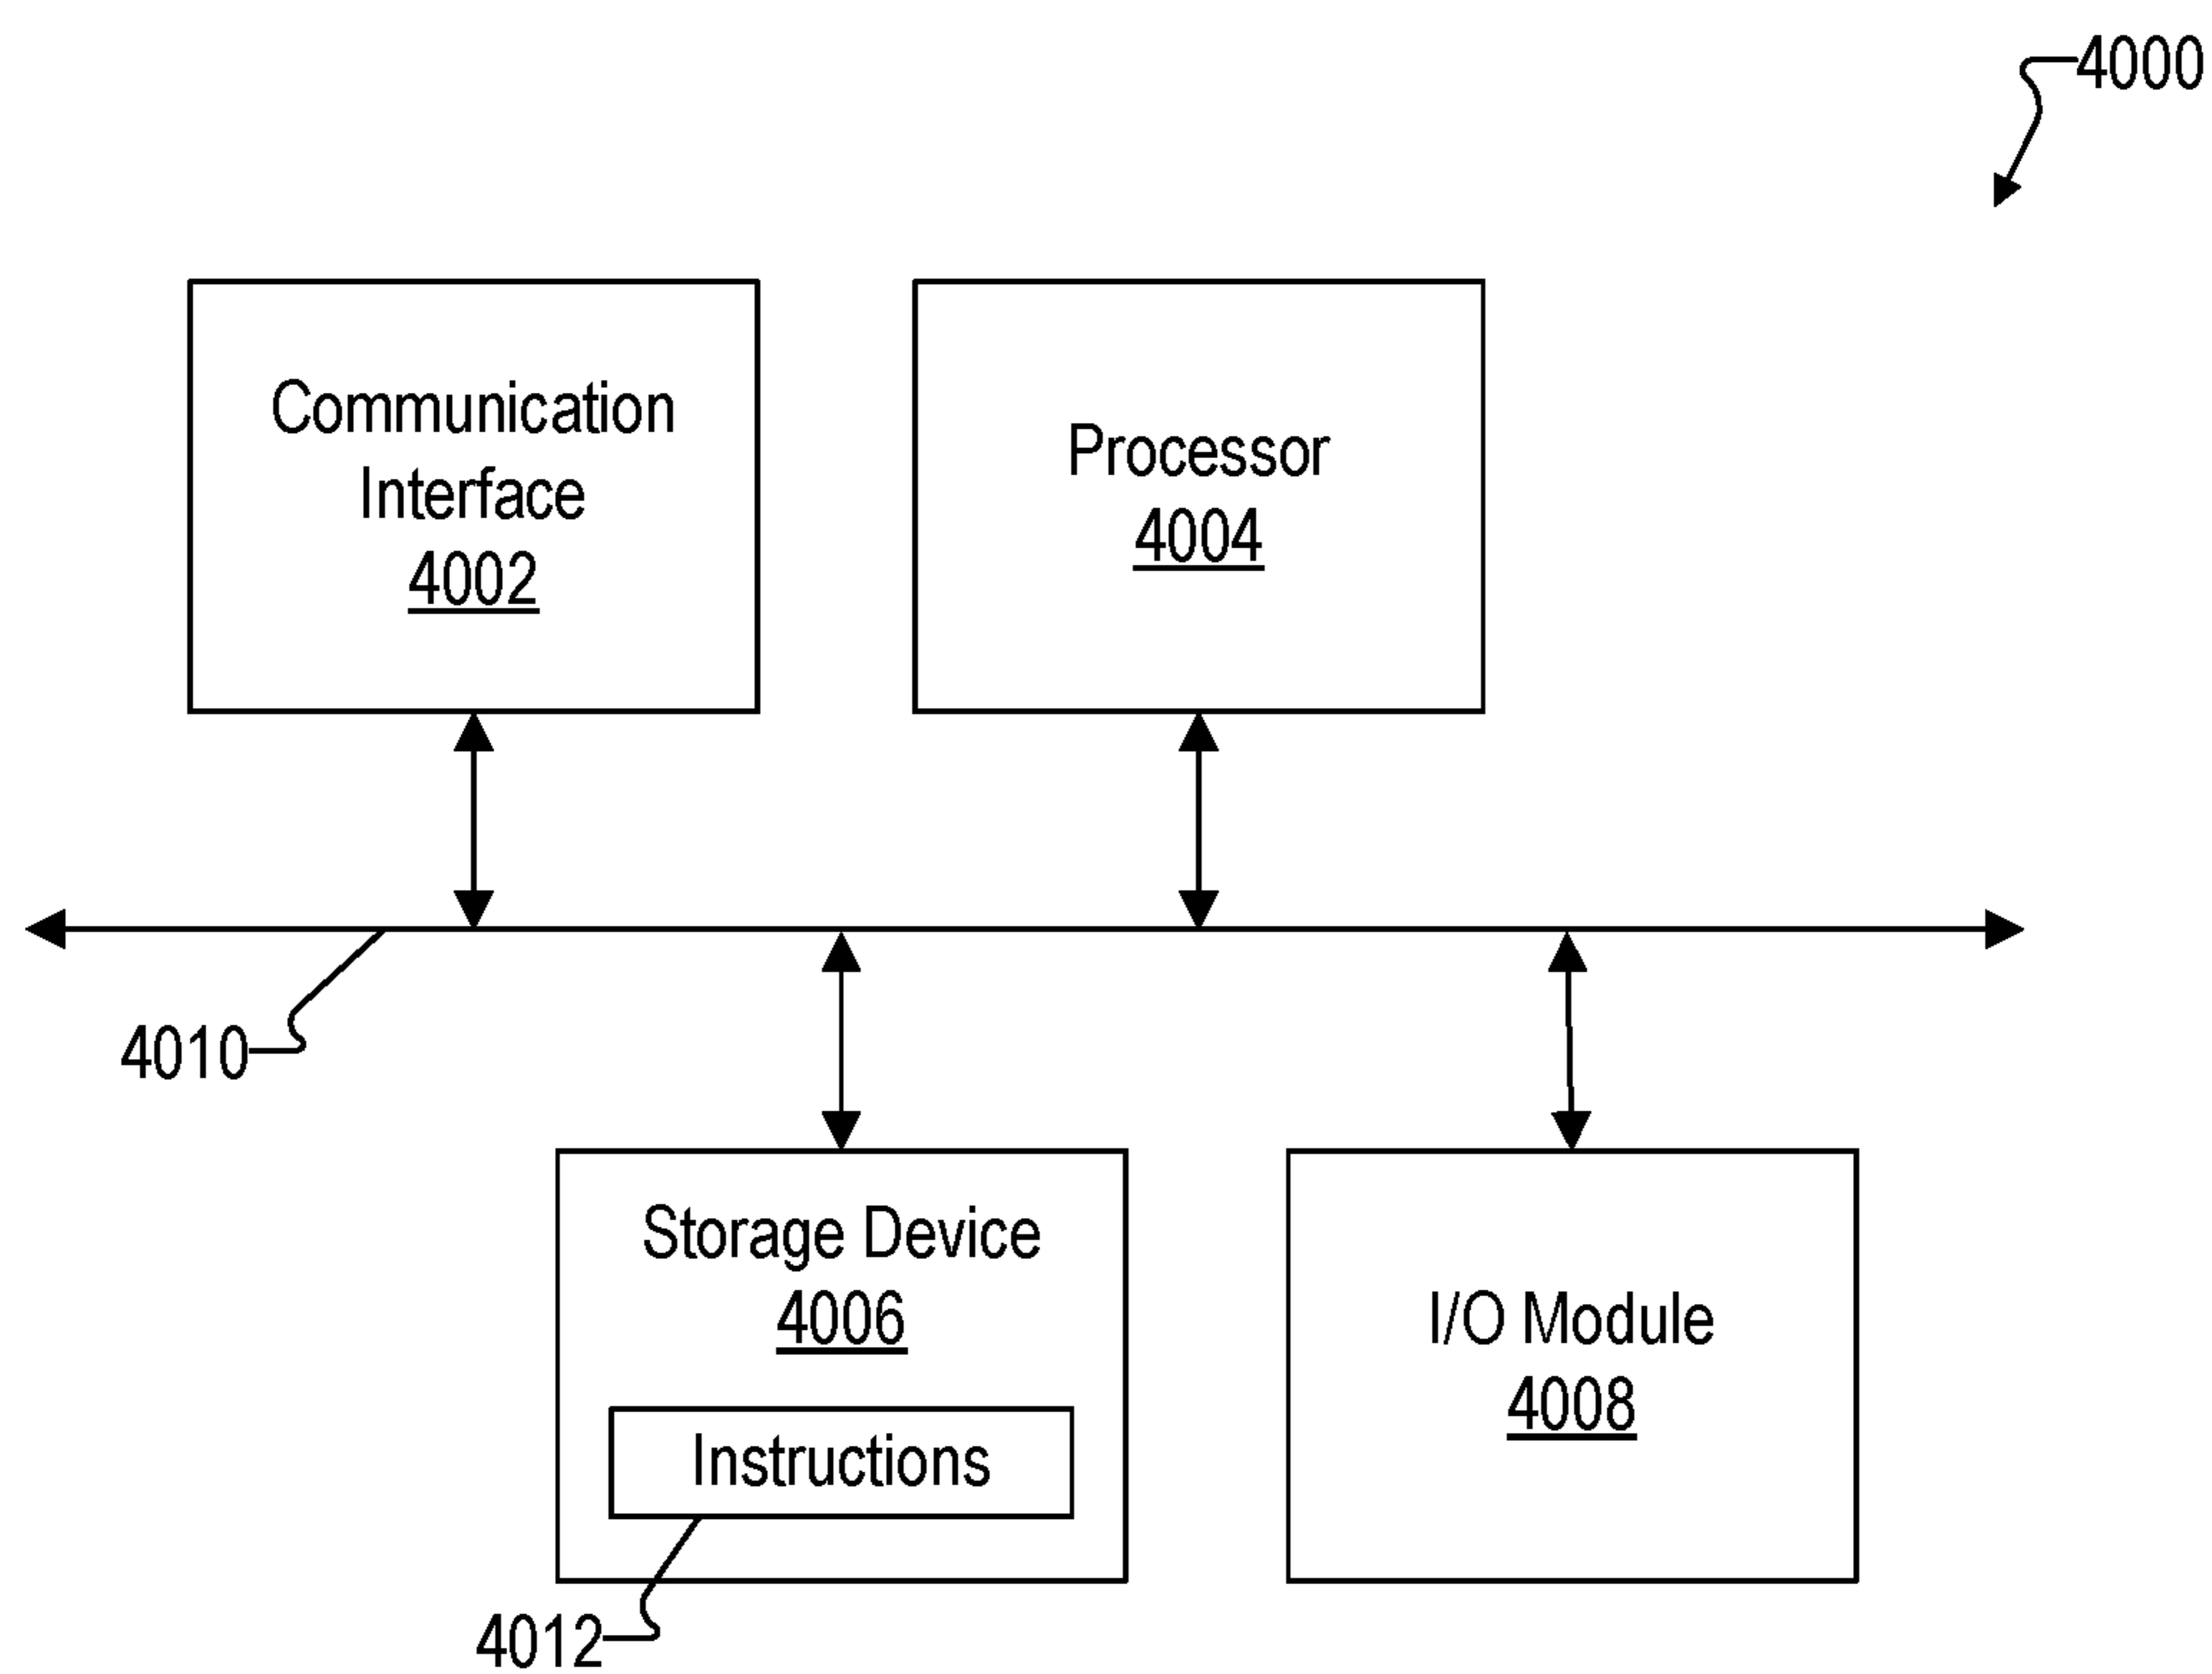 4000
Communication
Interface
4002
Processor
4004
4010
Storage Device
4006
Instructions
4012
I/O Module
4008